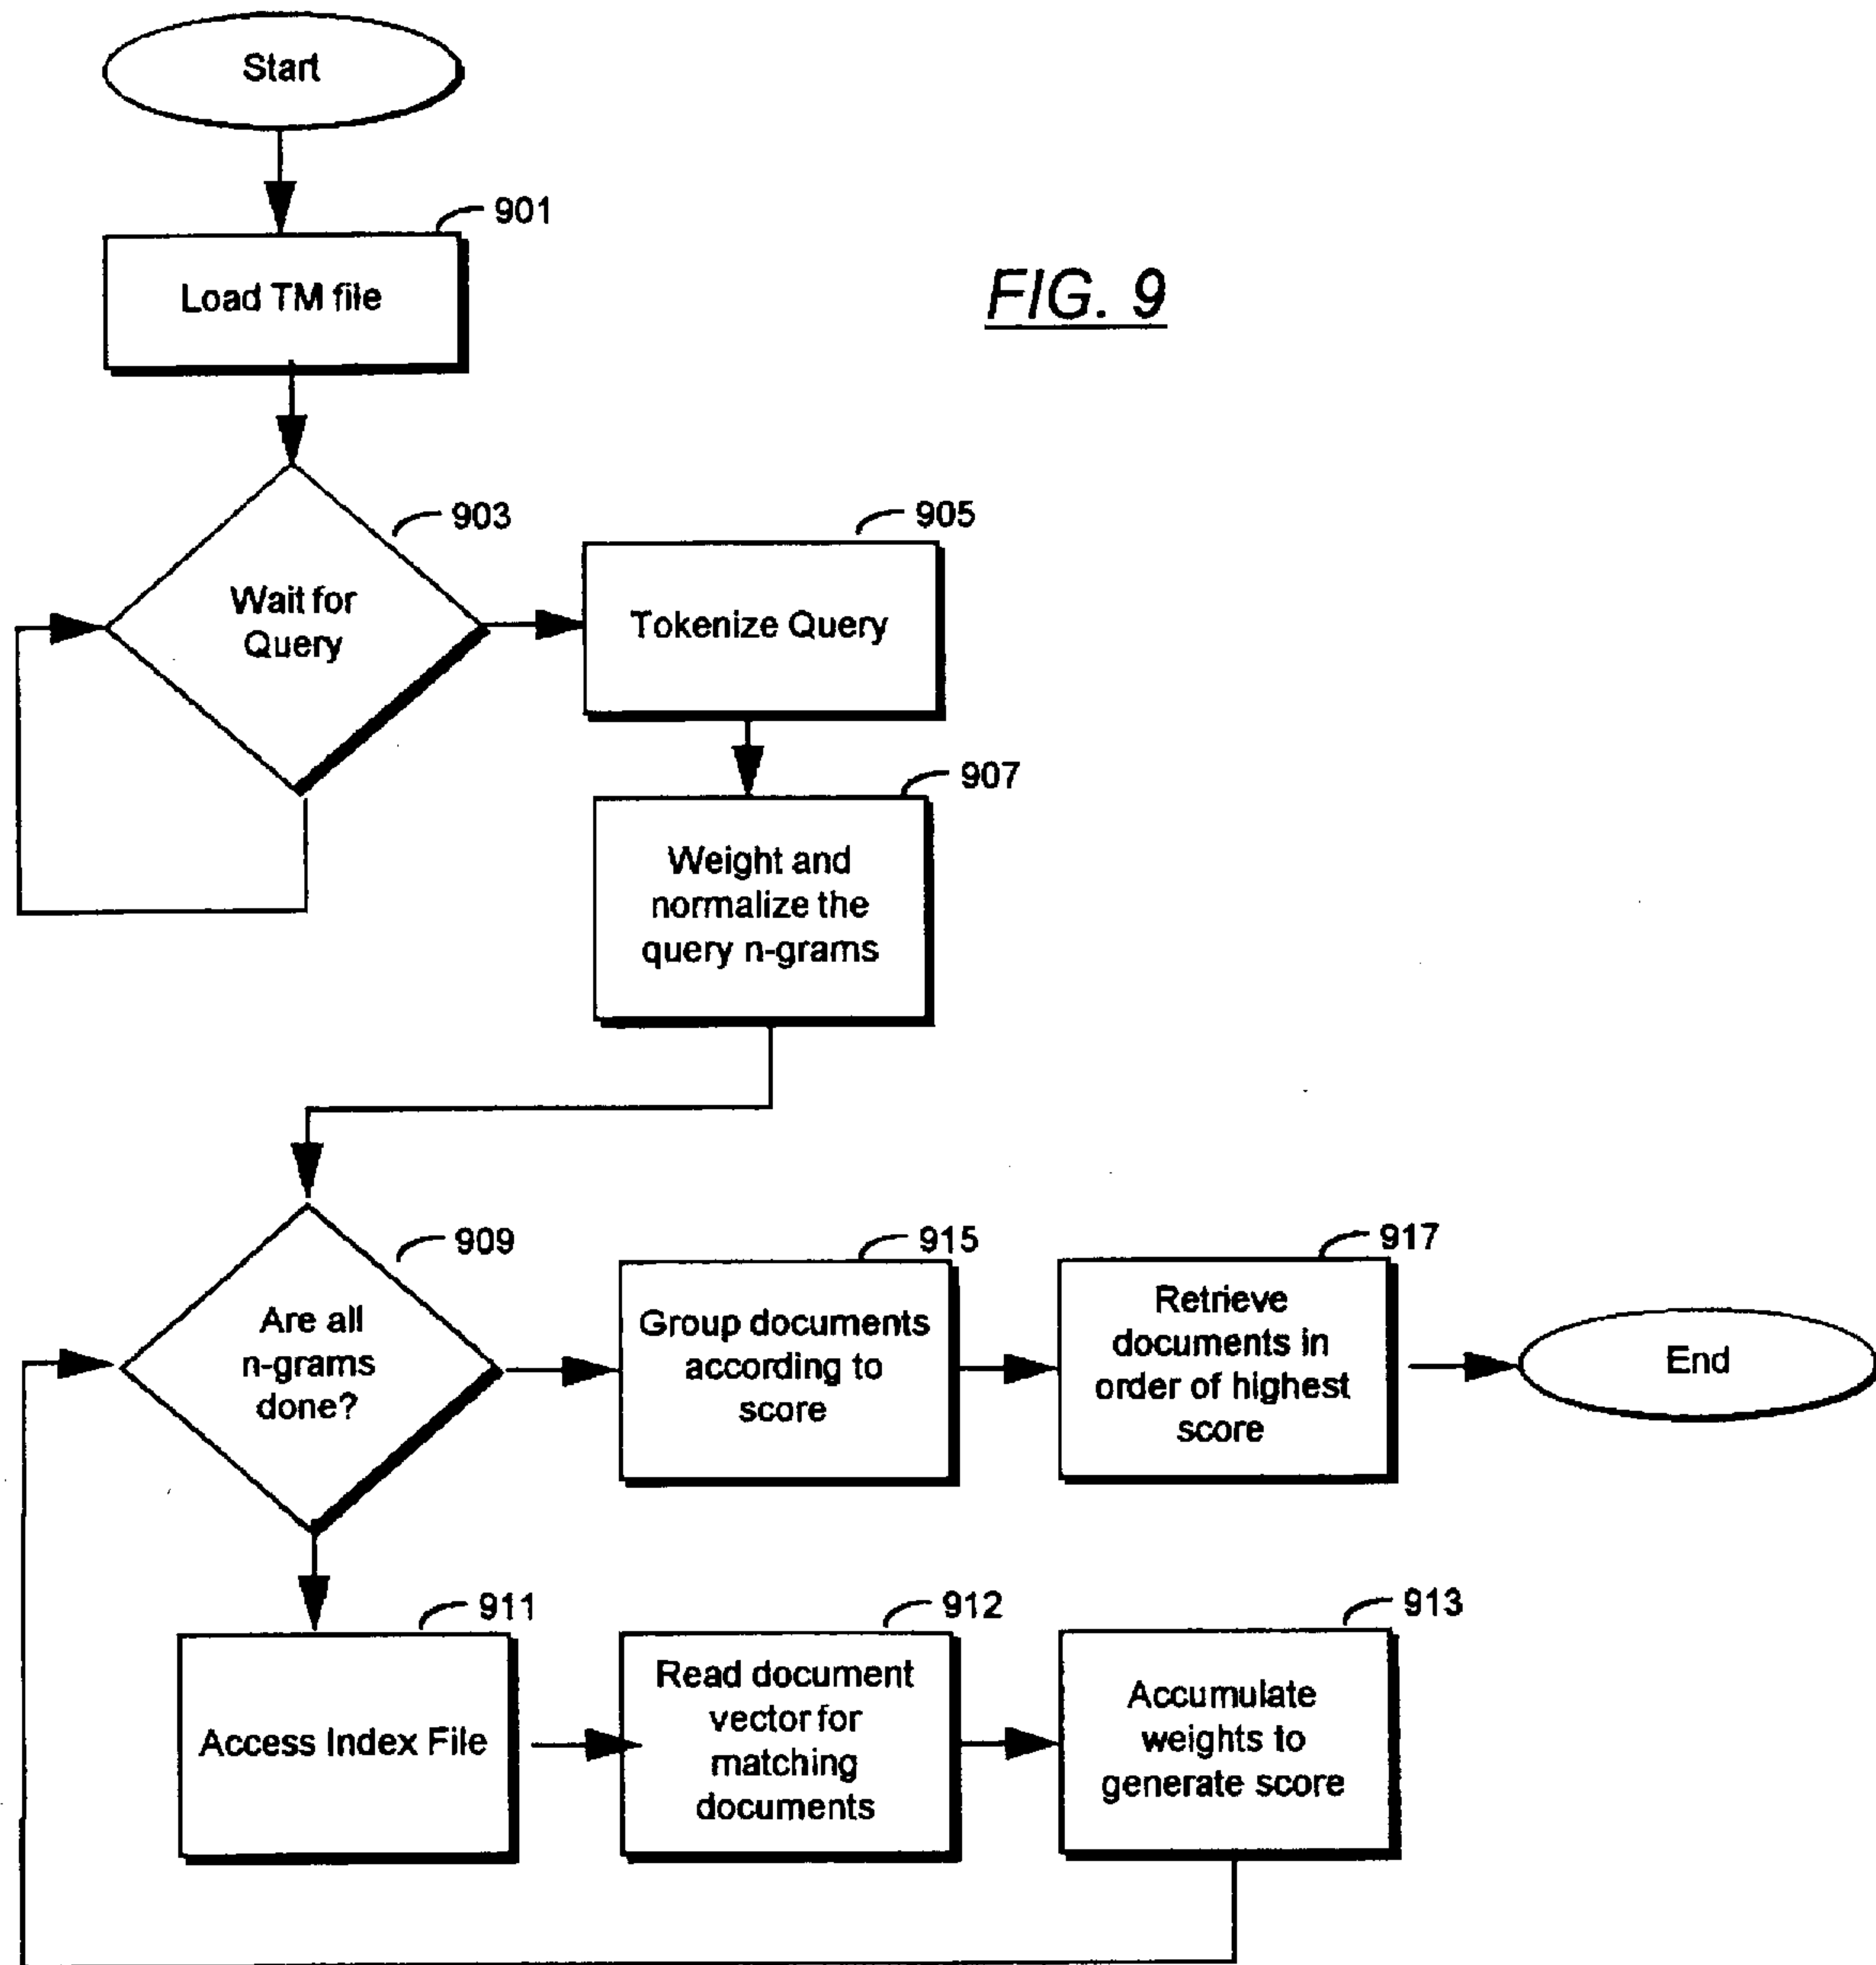 Start
901
Load TM file
FIG. 9
903
Wait for
Query
905
Tokenize Query
907
Weight and
normalize the
query n-grams
909
Are all
n-grams
done?
915
Group documents
according to
score
917
Retrieve
documents in
order of highest
score
End
911
Access Index File
912
Read document
vector for
matching
documents
913
Accumulate
weights to
generate score